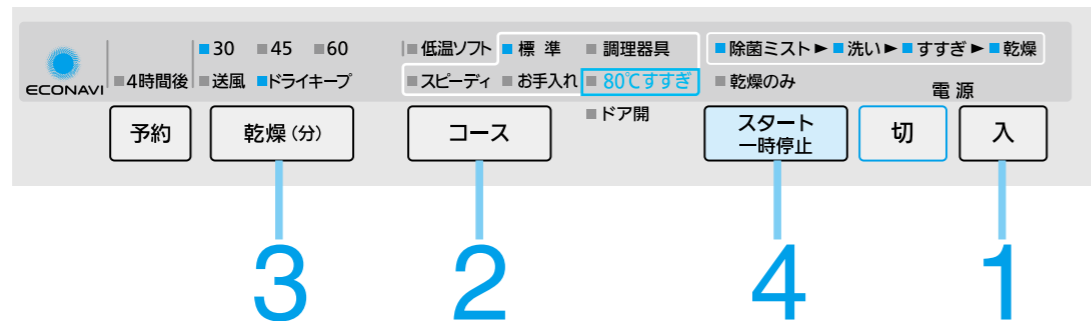 ECONAVI
4時間後
30 45 60
送風 ドライキープ
低温ソフト 標準 調理器具
スピーディ お手入れ 80℃すすぎ
ドア開
除菌ミスト►洗い►すすぎ►乾燥
乾燥のみ
電源
予約
乾燥(分)
コース
スタート
一時停止
切
入
3
2
4
1